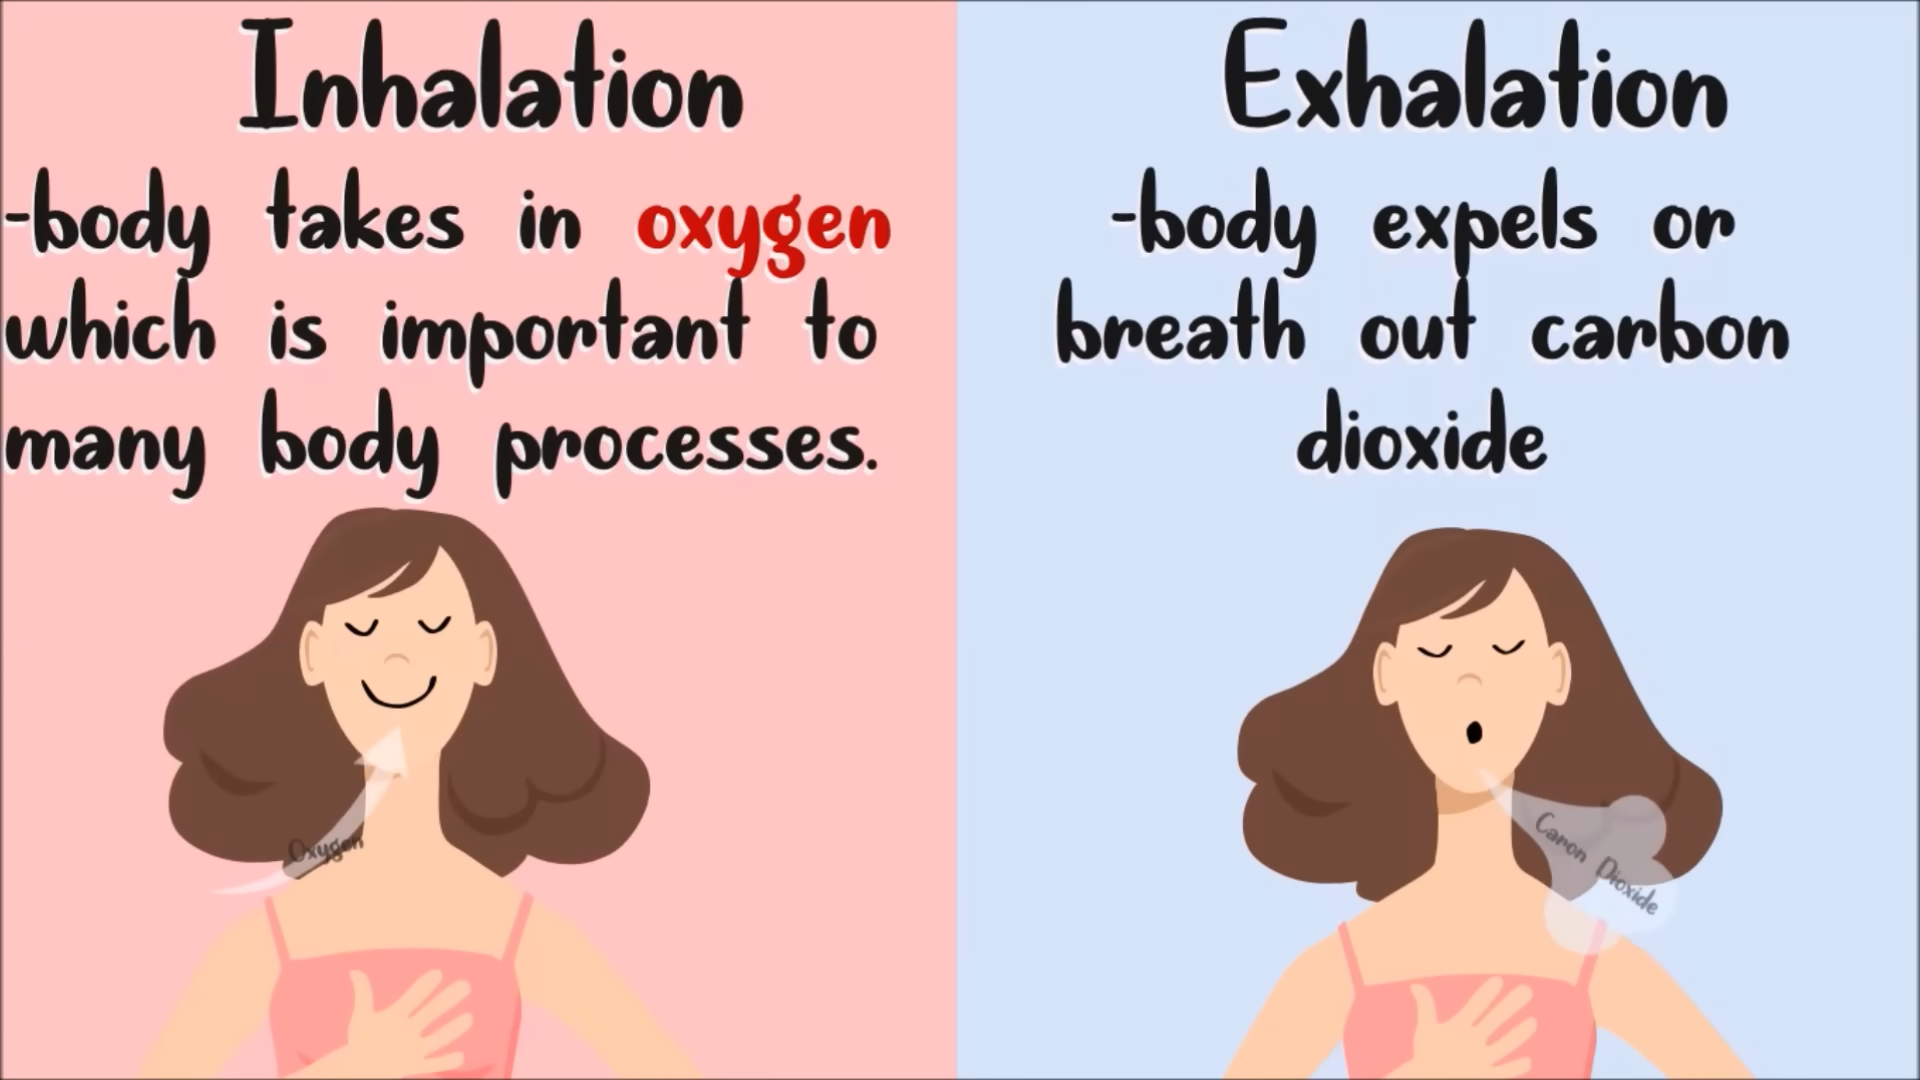 Inhalation
-body takes in oxygen
which is important to
many body processes.
Oxygen
Exhalation
-body expels or
breath out carbon
dioxide
Caron Dioxide